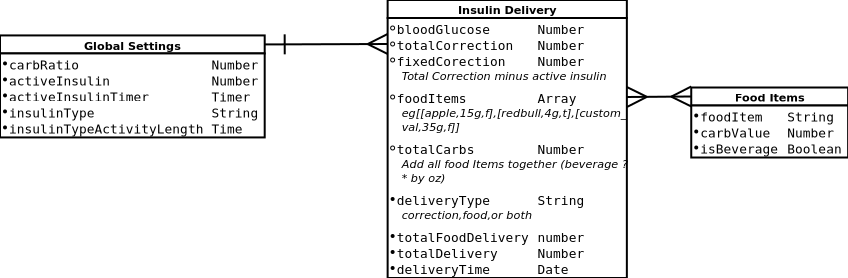 Global Settings
carbRatio Number
activeInsulin Number
activeInsulinTimer Timer
insulinType String
insulinTypeActivityLength Time
Insulin Delivery
bloodGlucose Number
totalCorrection Number
fixedCorection Number
Total Correction minus active insulin
foodItems Array
eg[[apple,15g,f],[redbull,4g,t],[custom_
val,35g,f]]
totalCarbs Number
Add all food Items together (beverage ?
* by oz)
deliveryType String
correction,food,or both
totalFoodDelivery number
totalDelivery Number
deliveryTime Date
Food Items
foodItem String
carbValue Number
isBeverage Boolean